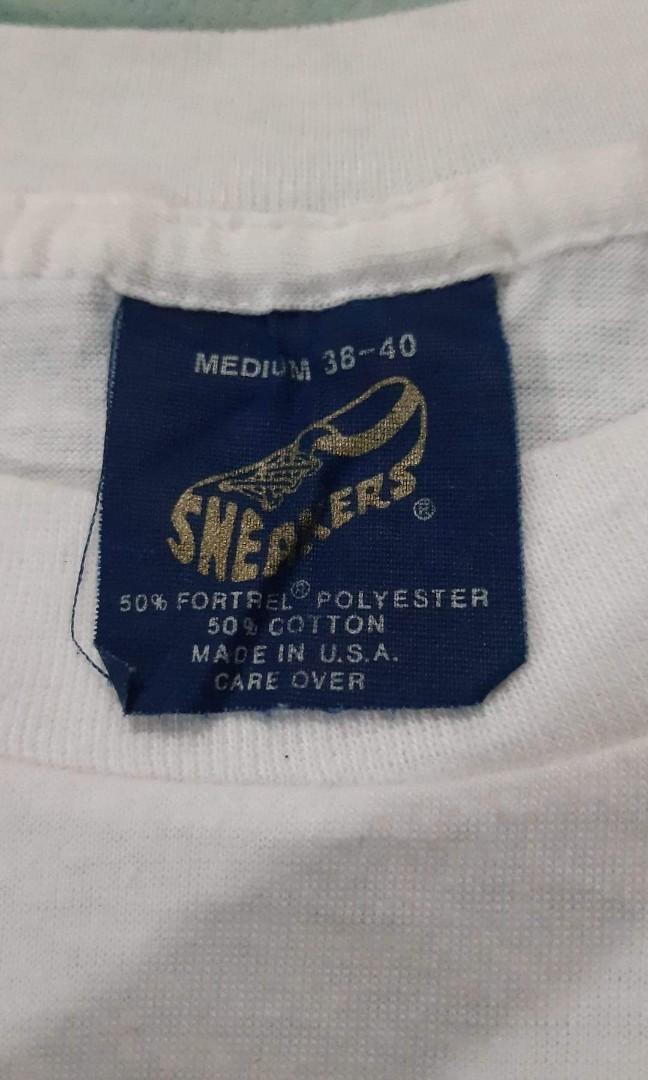 MEDIUM 38-40
SNEAKERS®
50% FORTREL® POLYESTER
50% COTTON
MADE IN U.S.A.
CARE OVER